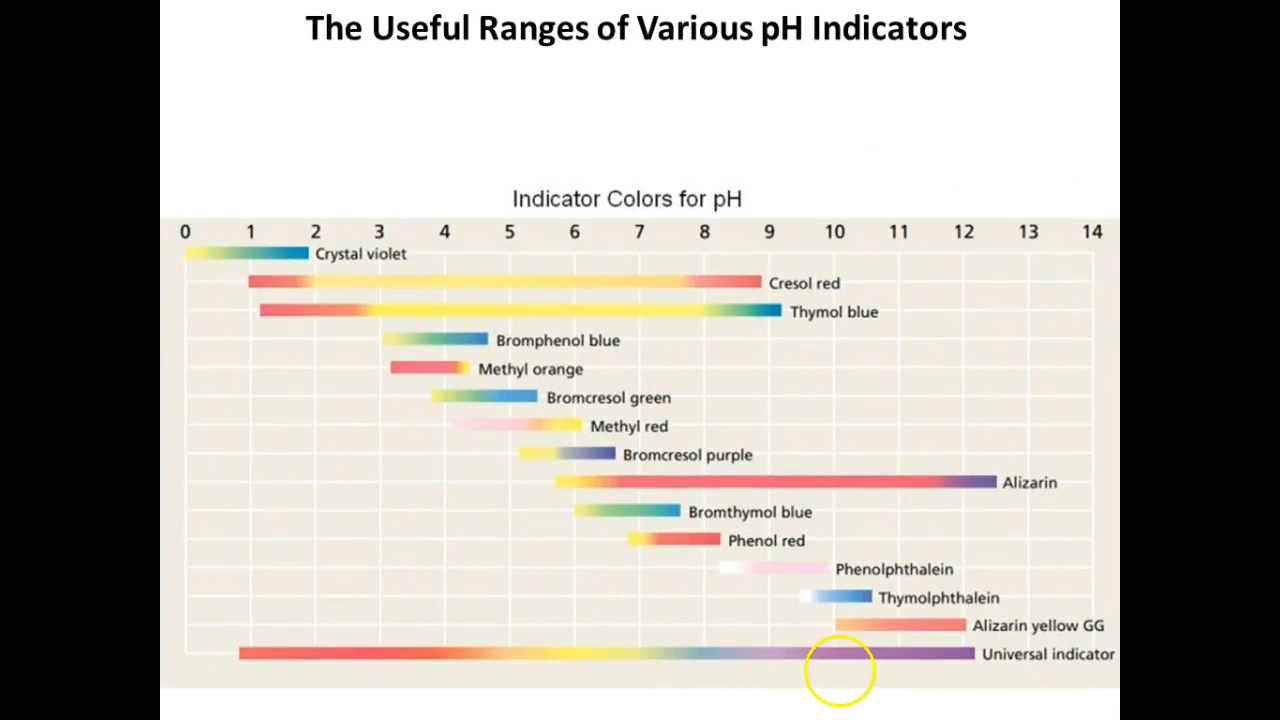 The Useful Ranges of Various pH Indicators
Indicator Colors for pH
0 1 2 3 4 5 6 7 8 9 10 11 12 13 14
Crystal violet
Cresol red
Thymol blue
Bromphenol blue
Methyl orange
Bromcresol green
Methyl red
Bromcresol purple
Alizarin
Bromthymol blue
Phenol red
Phenolphthalein
Thymolphthalein
Alizarin yellow GG
Universal indicator